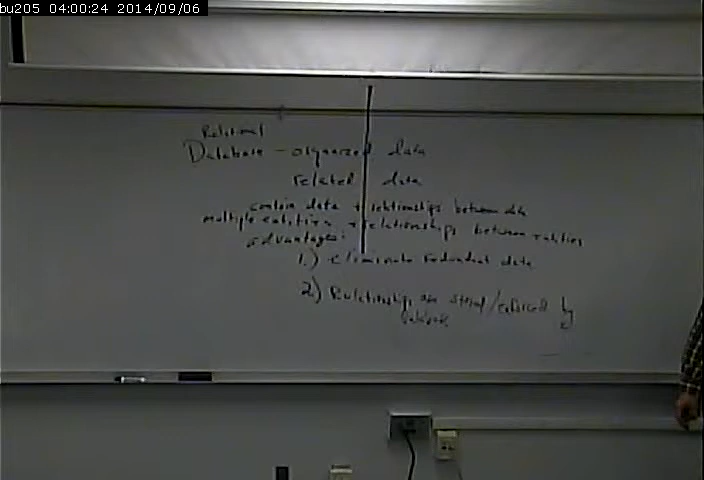 bu205 04:00:24 2014/09/06
Relational
Database - organized data
related data
contain data + relationships between data
multiple entities + relationships between entities
advantages:
1.) eliminate redundant data
2.) Relationships are stored/enforced by